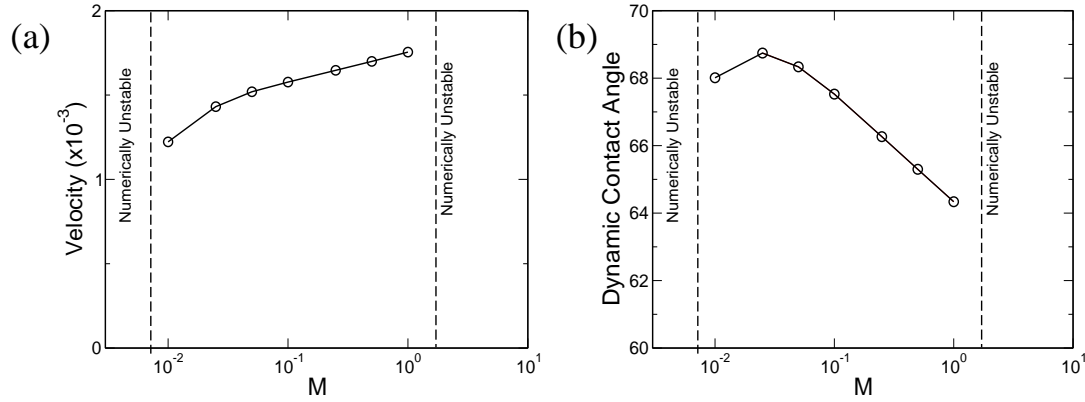 (a)
Velocity (x10⁻³)
2
1
0
Numerically Unstable
Numerically Unstable
10⁻² 10⁻¹ 10⁰ 10¹
M
(b)
Dynamic Contact Angle
70
68
66
64
62
60
Numerically Unstable
Numerically Unstable
10⁻² 10⁻¹ 10⁰ 10¹
M